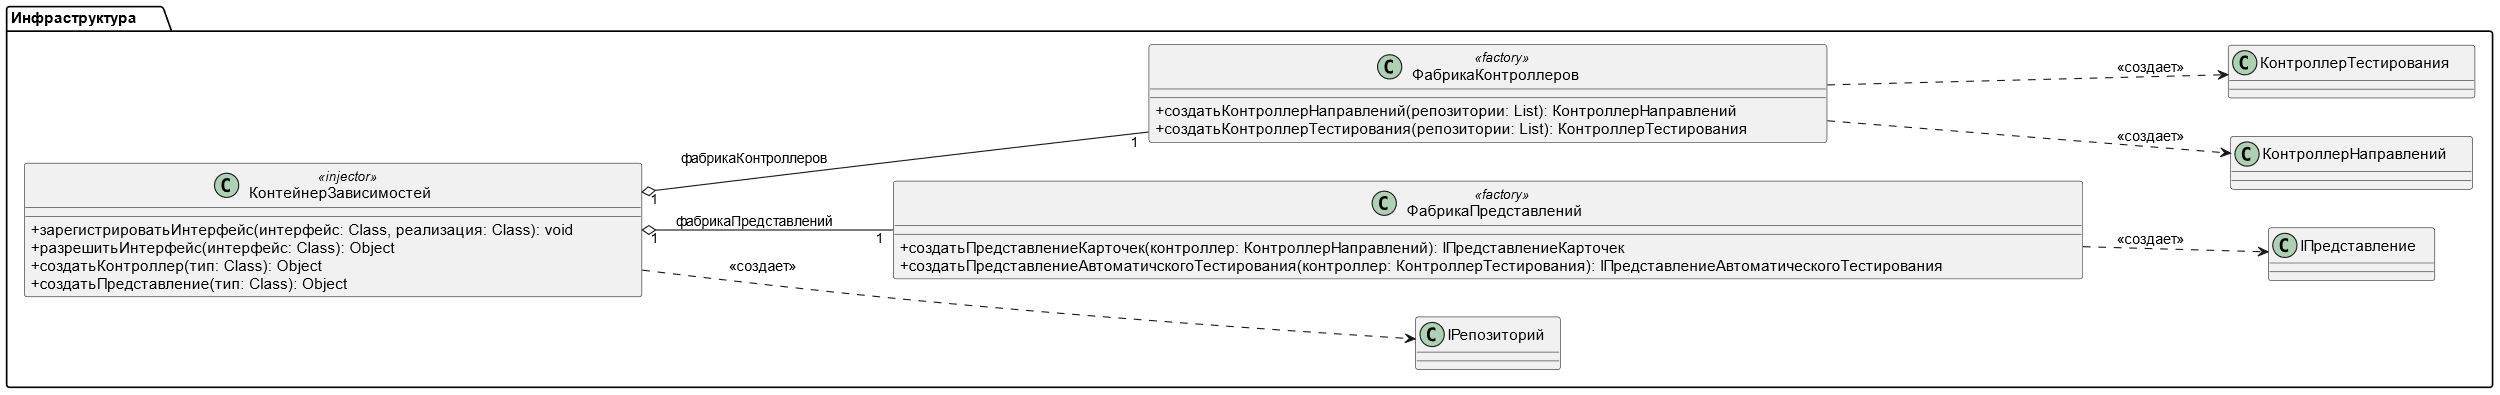 Инфраструктура
«factory»
C ФабрикаКонтроллеров
+создатьКонтроллерНаправлений(репозитории: List): КонтроллерНаправлений
+создатьКонтроллерТестирования(репозитории: List): КонтроллерТестирования
«создает»
C КонтроллерТестирования
«создает»
C КонтроллерНаправлений
фабрикаКонтроллеров
1
1
«injector»
C КонтейнерЗависимостей
+зарегистрироватьИнтерфейс(интерфейс: Class, реализация: Class): void
+разрешитьИнтерфейс(интерфейс: Class): Object
+создатьКонтроллер(тип: Class): Object
+создатьПредставление(тип: Class): Object
фабрикаПредставлений
1
1
«factory»
C ФабрикаПредставлений
+создатьПредставлениеКарточек(контроллер: КонтроллерНаправлений): IПредставлениеКарточек
+создатьПредставлениеАвтоматичскогоТестирования(контроллер: КонтроллерТестирования): IПредставлениеАвтоматическогоТестирования
«создает»
C IПредставление
«создает»
C IРепозиторий